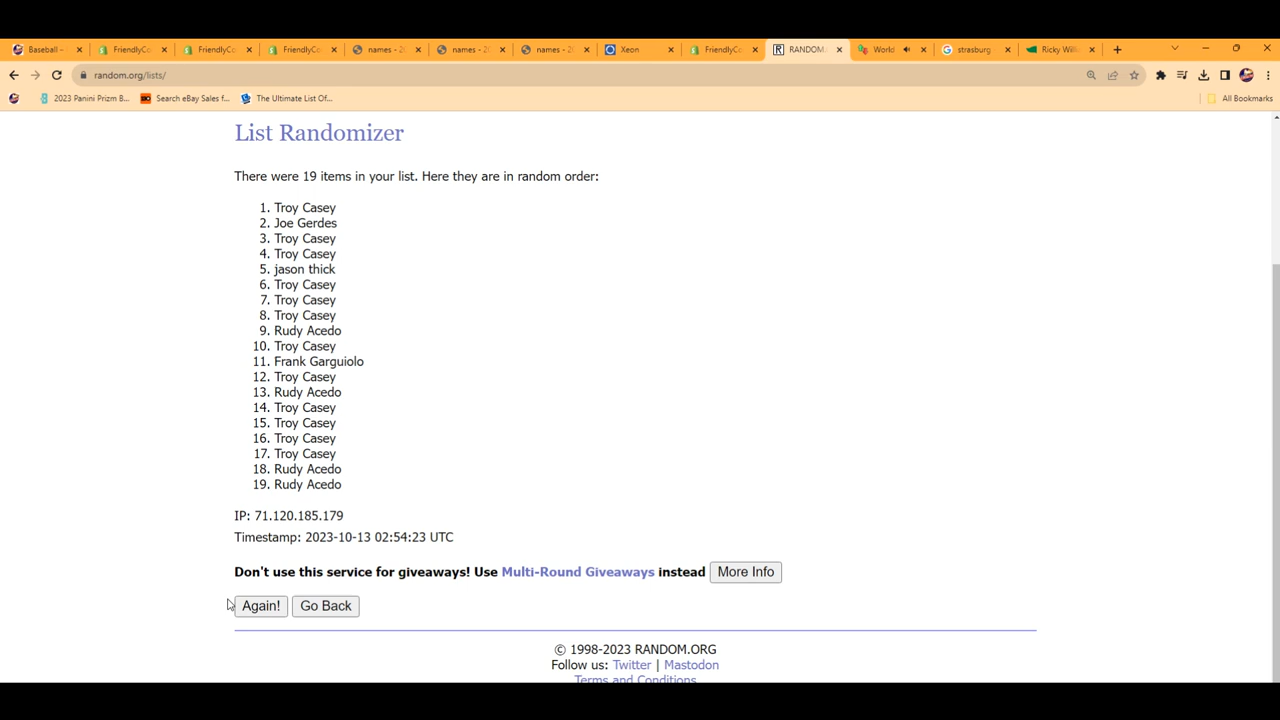 Baseball -
FriendlyCo
FriendlyCo
FriendlyCo
names - 2
names - 2
names - 2
Xeon
FriendlyCo
RANDOM.
World
strasburg
Ricky Willi
random.org/lists/
2023 Panini Prizm B...
Search eBay Sales f...
The Ultimate List Of...
All Bookmarks
List Randomizer
There were 19 items in your list. Here they are in random order:
1. Troy Casey
2. Joe Gerdes
3. Troy Casey
4. Troy Casey
5. jason thick
6. Troy Casey
7. Troy Casey
8. Troy Casey
9. Rudy Acedo
10. Troy Casey
11. Frank Garguiolo
12. Troy Casey
13. Rudy Acedo
14. Troy Casey
15. Troy Casey
16. Troy Casey
17. Troy Casey
18. Rudy Acedo
19. Rudy Acedo
IP: 71.120.185.179
Timestamp: 2023-10-13 02:54:23 UTC
Don't use this service for giveaways! Use Multi-Round Giveaways instead More Info
Again! Go Back
© 1998-2023 RANDOM.ORG
Follow us: Twitter | Mastodon
Terms and Conditions